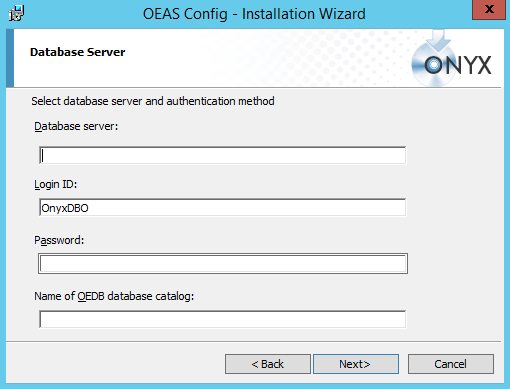 OEAS Config - Installation Wizard
x
Database Server
ONYX
Select database server and authentication method
Database server:
Login ID:
OnyxDBO
Password:
Name of OEDB database catalog:
< Back Next> Cancel